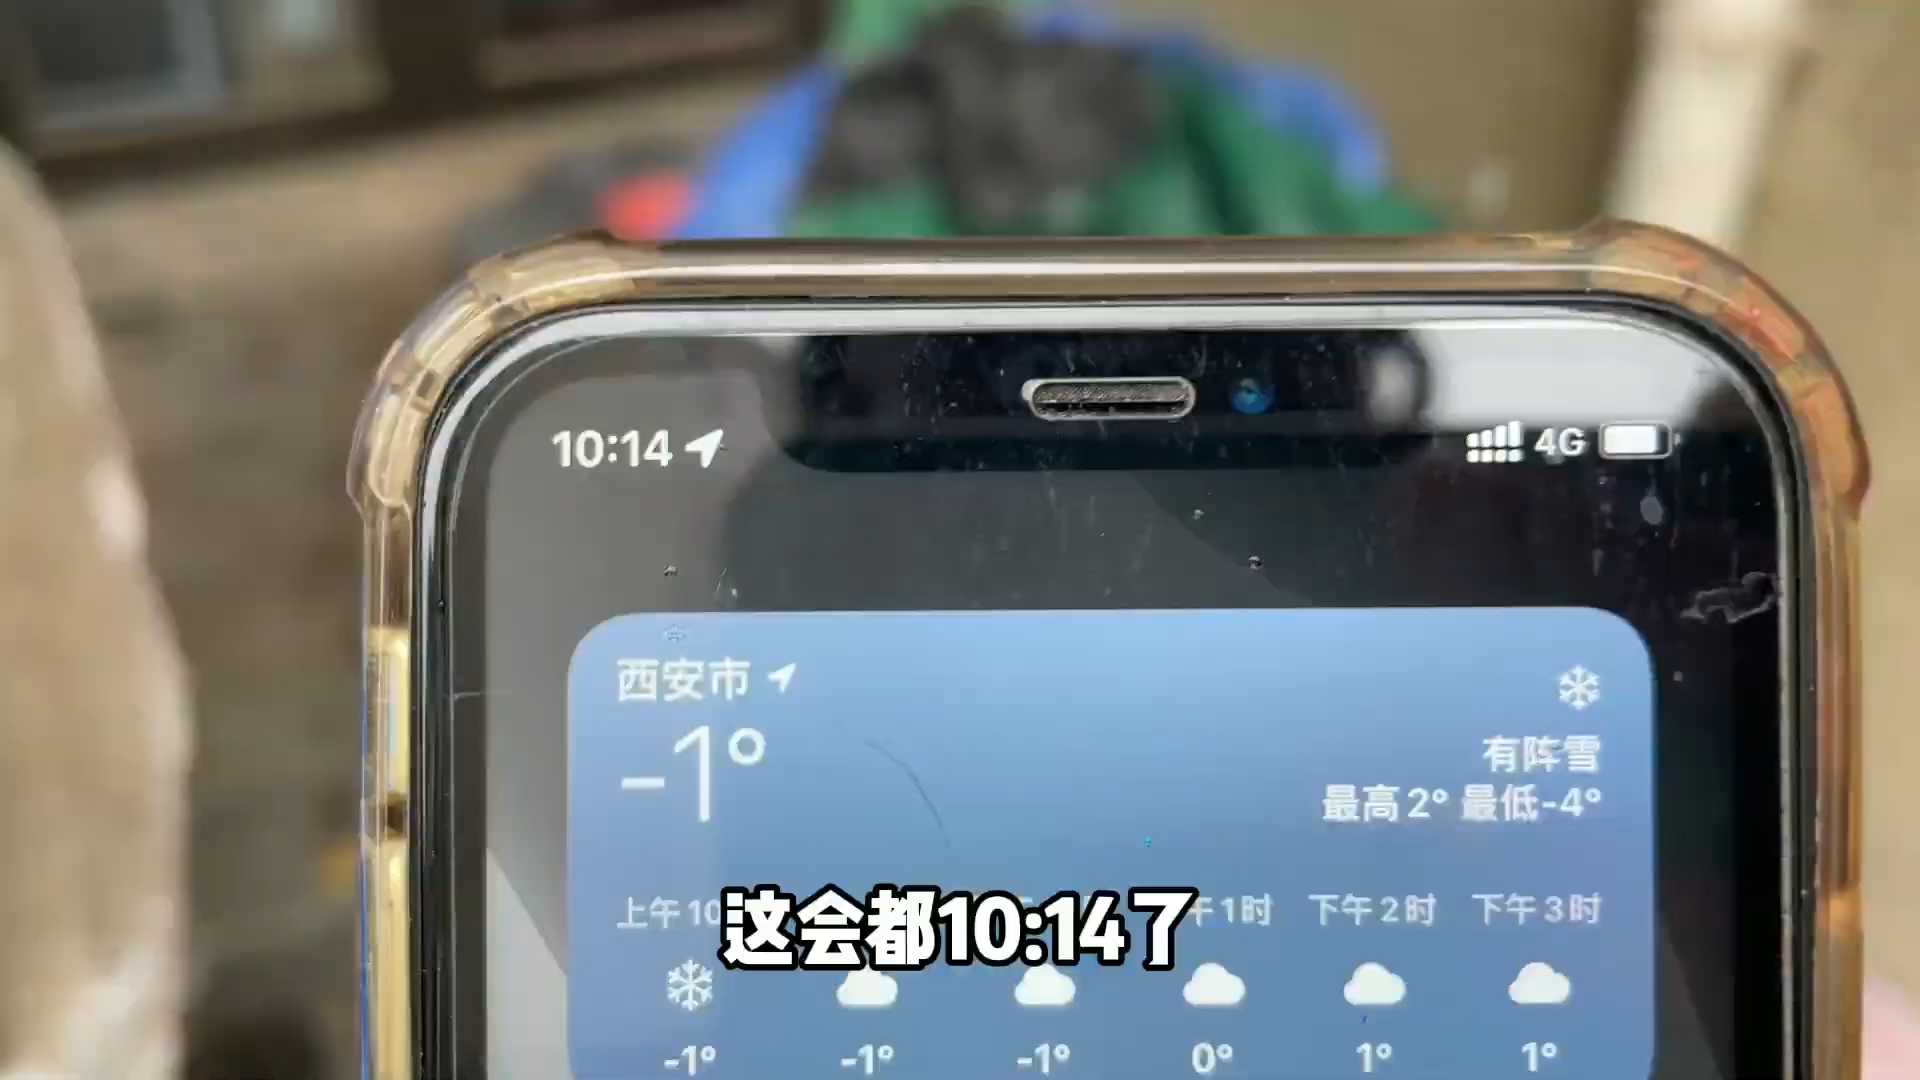 10:14
4G
西安市
-1°
有阵雪
最高2° 最低-4°
上午10 午1时 下午2时 下午3时
这会都10:14了
-1° -1° -1° 0° 1° 1°